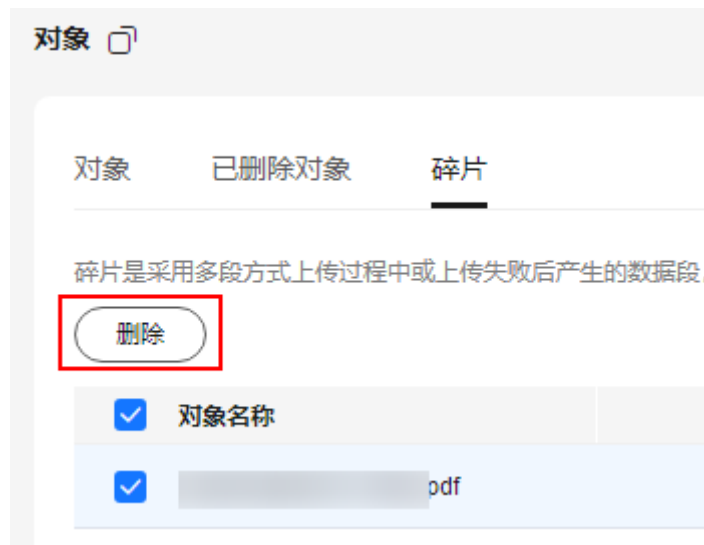 对象
对象 已删除对象 碎片
碎片是采用多段方式上传过程中或上传失败后产生的数据段
删除
对象名称
pdf